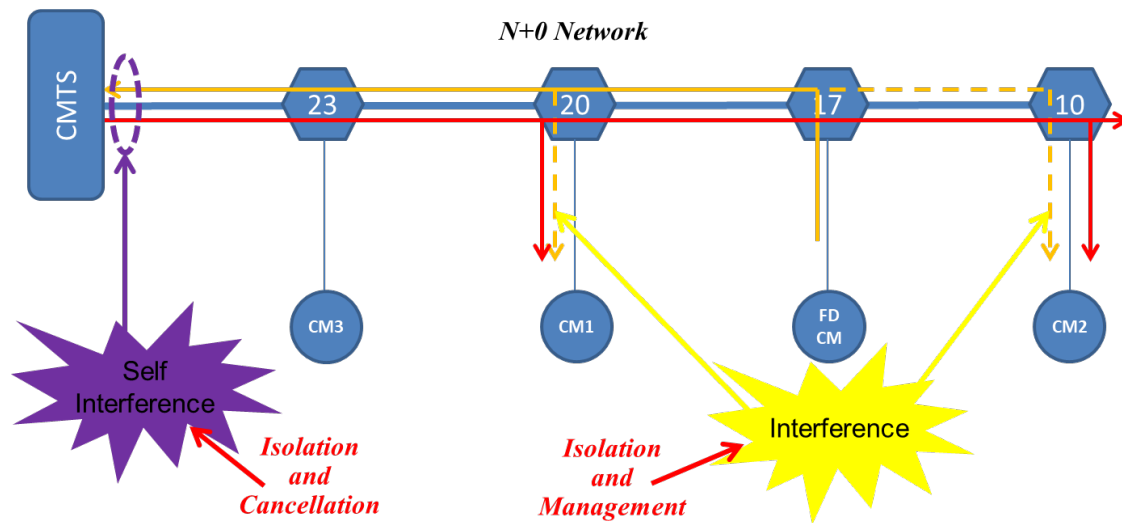 N+0 Network
CMTS
23
20
17
10
CM3
CM1
FD
CM
CM2
Self
Interference
Isolation
and
Cancellation
Isolation
and
Management
Interference